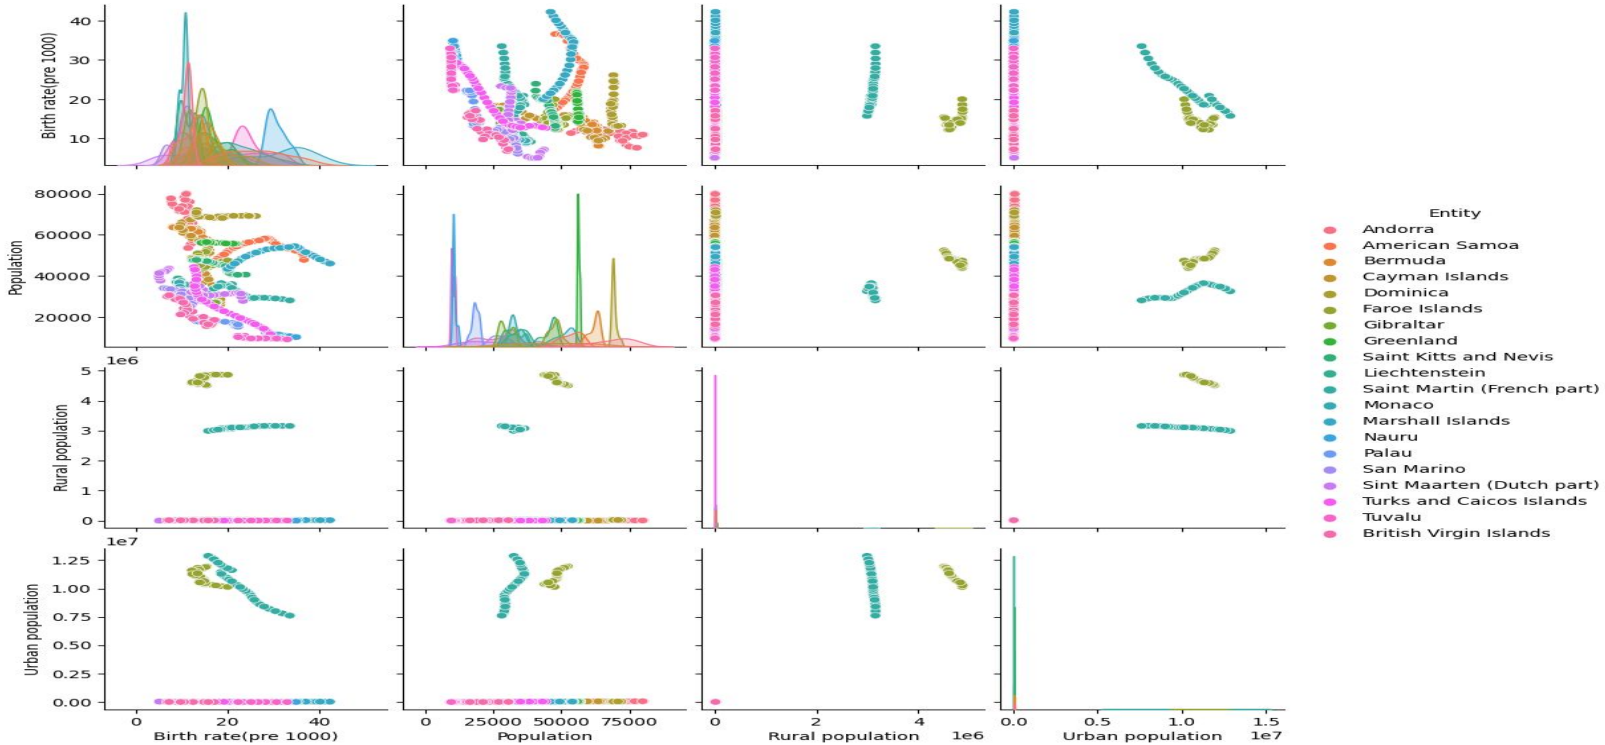 Birth rate(pre 1000)
40
30
20
10
Population
80000
60000
40000
20000
1e6
Rural population
5
4
3
2
1
0
1e7
Urban population
1.25
1.00
0.75
0.50
0.25
0.00
0 20 40
Birth rate(pre 1000)
0 25000 50000 75000
Population
0 2 4
Rural population 1e6
0.0 0.5 1.0 1.5
Urban population 1e7
Entity
Andorra
American Samoa
Bermuda
Cayman Islands
Dominica
Faroe Islands
Gibraltar
Greenland
Saint Kitts and Nevis
Liechtenstein
Saint Martin (French part)
Monaco
Marshall Islands
Nauru
Palau
San Marino
Sint Maarten (Dutch part)
Turks and Caicos Islands
Tuvalu
British Virgin Islands